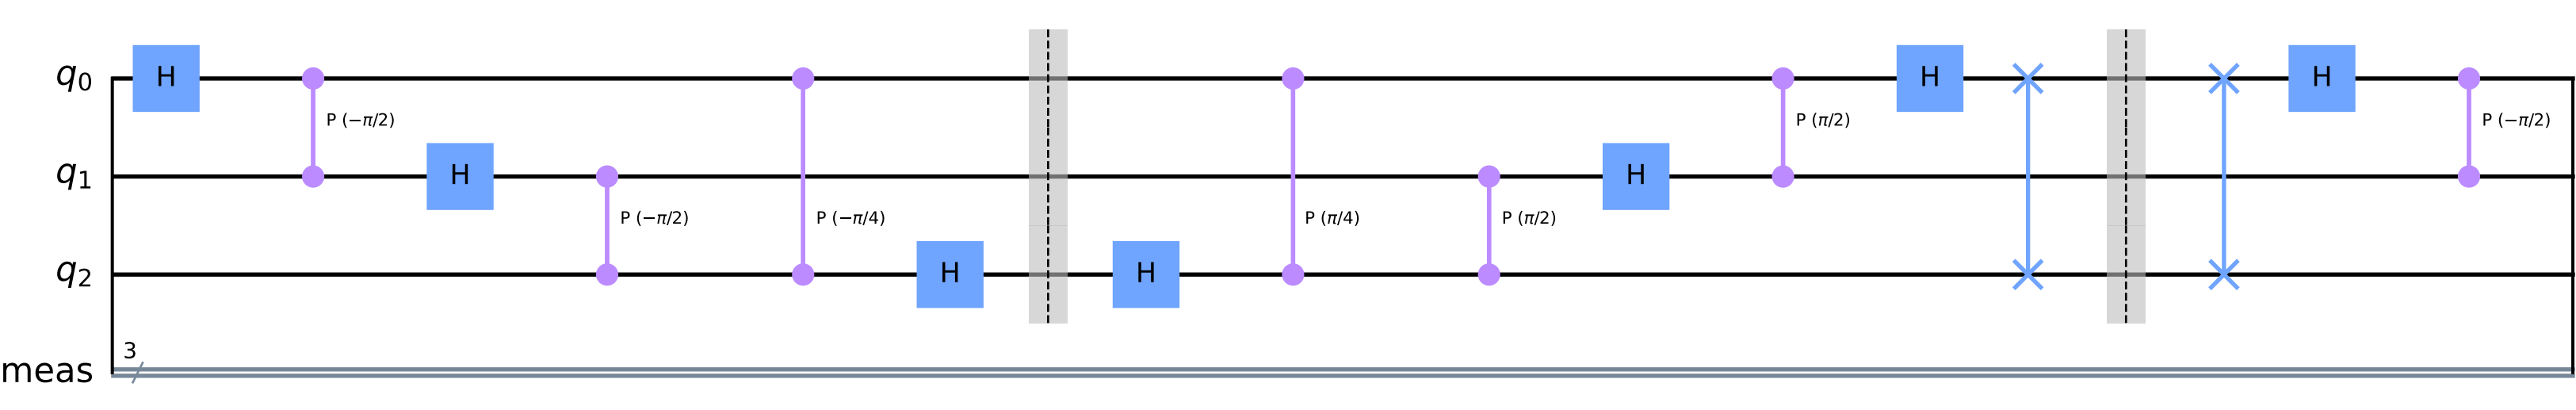 q0 H H H
P (−π/2) P (π/2) P (−π/2)
q1 H H
P (−π/2) P (−π/4) P (π/4) P (π/2)
q2 H H
3
meas